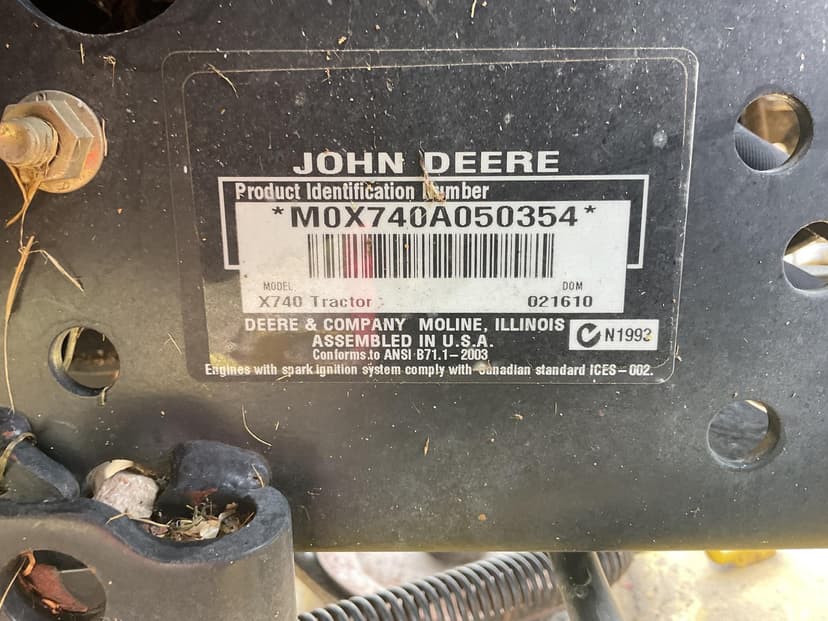 JOHN DEERE
Product Identification Number
*M0X740A050354*
MODEL DOM
X740 Tractor 021610
DEERE & COMPANY MOLINE, ILLINOIS
ASSEMBLED IN U.S.A. N1993
Conforms to ANSI B71.1-2003
Engines with spark ignition system comply with Canadian standard ICES-002.